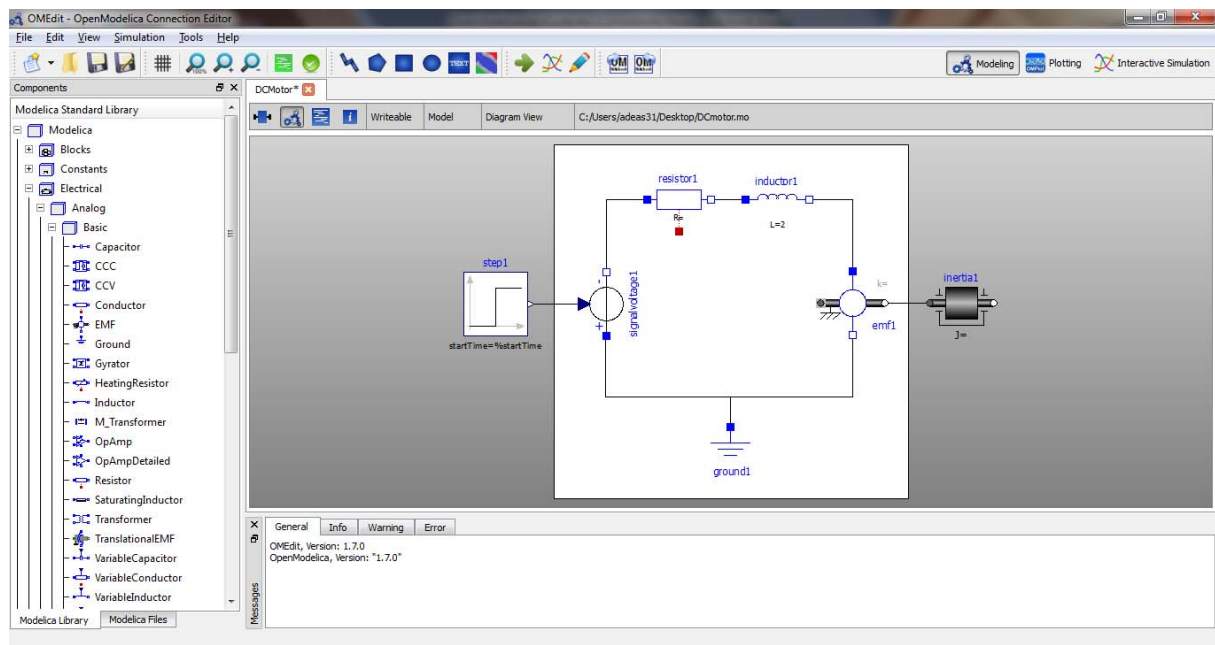 OMEdit - OpenModelica Connection Editor
File Edit View Simulation Tools Help
100% TEXT OM OM Modeling Plotting Interactive Simulation
Components
DCMotor*
Modelica Standard Library
Writeable Model Diagram View C:/Users/adeas31/Desktop/DCmotor.mo
Modelica
Blocks
Constants
Electrical
Analog
Basic
Capacitor
CCC
CCV
Conductor
EMF
Ground
Gyrator
HeatingResistor
Inductor
M_Transformer
OpAmp
OpAmpDetailed
Resistor
SaturatingInductor
Transformer
TranslationalEMF
VariableCapacitor
VariableConductor
VariableInductor
Modelica Library Modelica Files
resistor1
R=
inductor1
L=2
step1
startTime=%startTime
signalvoltage1
- 
+
k=
emf1
inertia1
J=
ground1
General Info Warning Error
OMEdit, Version: 1.7.0
OpenModelica, Version: "1.7.0"
Messages